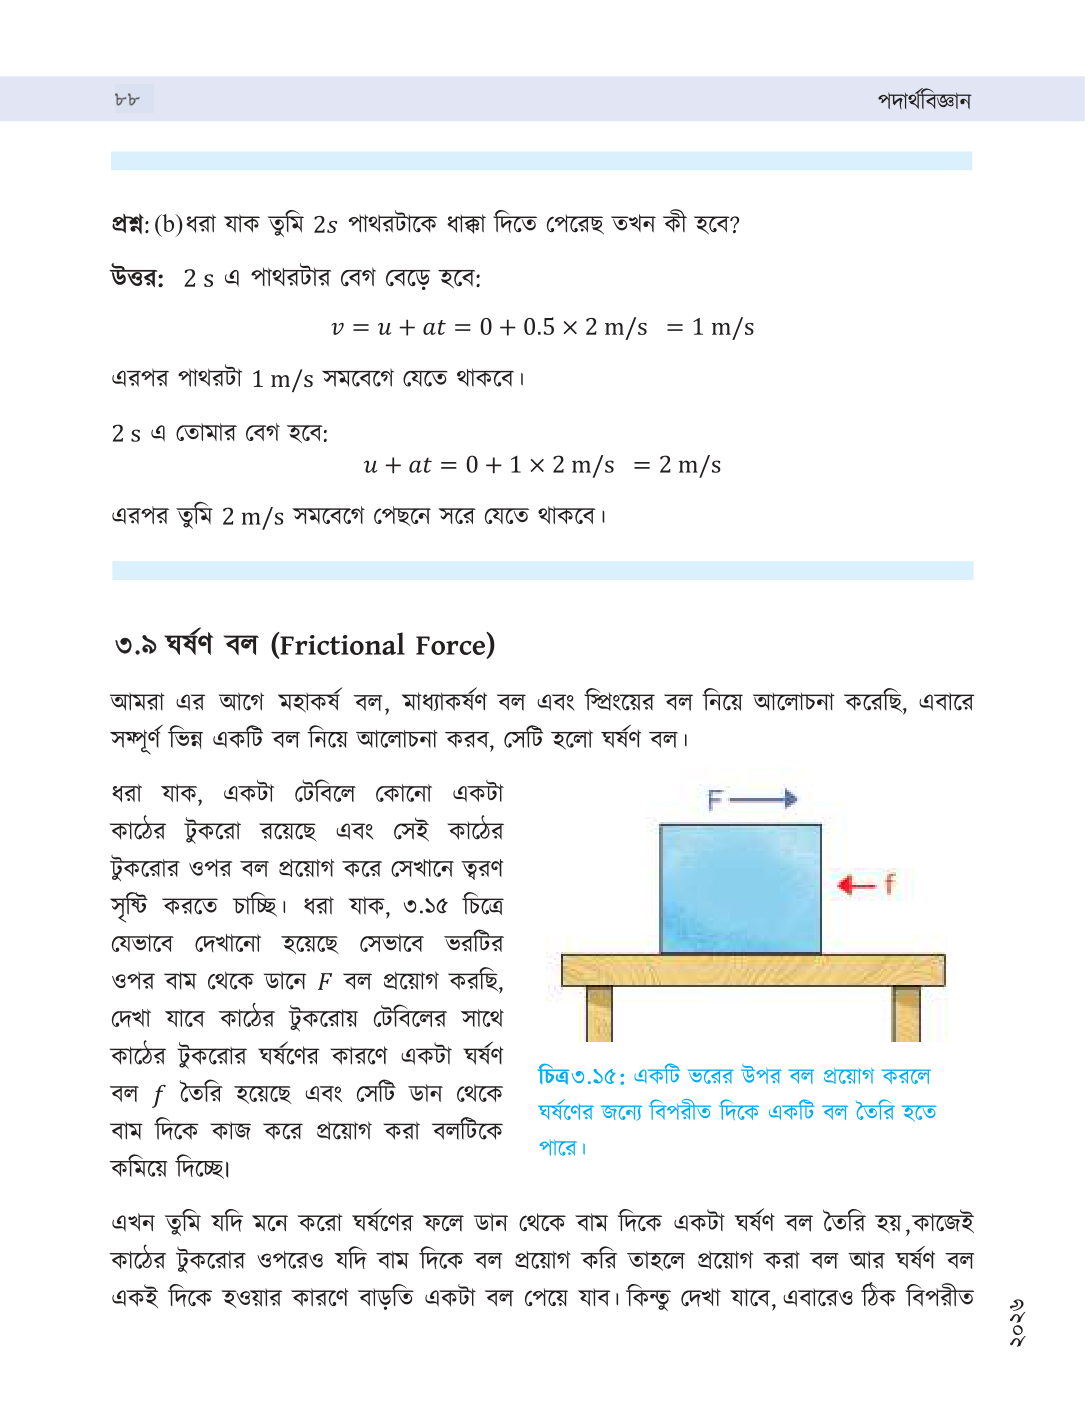 ৮৮
পদার্থবিজ্ঞান
প্রশ্ন: (b)ধরা যাক তুমি 2s পাথরটাকে ধাক্কা দিতে পেরেছ তখন কী হবে?
উত্তর: 2 s এ পাথরটার বেগ বেড়ে হবে:
v = u + at = 0 + 0.5 × 2 m/s = 1 m/s
এরপর পাথরটা 1 m/s সমবেগে যেতে থাকবে।
2 s এ তোমার বেগ হবে:
u + at = 0 + 1 × 2 m/s = 2 m/s
এরপর তুমি 2 m/s সমবেগে পেছনে সরে যেতে থাকবে।
৩.৯ ঘর্ষণ বল (Frictional Force)
আমরা এর আগে মহাকর্ষ বল, মাধ্যাকর্ষণ বল এবং স্প্রিংয়ের বল নিয়ে আলোচনা করেছি, এবারে
সম্পূর্ণ ভিন্ন একটি বল নিয়ে আলোচনা করব, সেটি হলো ঘর্ষণ বল।
ধরা যাক, একটা টেবিলে কোনো একটা
কাঠের টুকরো রয়েছে এবং সেই কাঠের
টুকরোর ওপর বল প্রয়োগ করে সেখানে ত্বরণ
সৃষ্টি করতে চাচ্ছি। ধরা যাক, ৩.১৫ চিত্রে
যেভাবে দেখানো হয়েছে সেভাবে ভরটির
ওপর বাম থেকে ডানে F বল প্রয়োগ করছি,
দেখা যাবে কাঠের টুকরোয় টেবিলের সাথে
কাঠের টুকরোর ঘর্ষণের কারণে একটা ঘর্ষণ
বল f তৈরি হয়েছে এবং সেটি ডান থেকে
বাম দিকে কাজ করে প্রয়োগ করা বলটিকে
কমিয়ে দিচ্ছে।
F
f
চিত্র৩.১৫: একটি ভরের উপর বল প্রয়োগ করলে
ঘর্ষণের জন্যে বিপরীত দিকে একটি বল তৈরি হতে
পারে।
এখন তুমি যদি মনে করো ঘর্ষণের ফলে ডান থেকে বাম দিকে একটা ঘর্ষণ বল তৈরি হয়,কাজেই
কাঠের টুকরোর ওপরেও যদি বাম দিকে বল প্রয়োগ করি তাহলে প্রয়োগ করা বল আর ঘর্ষণ বল
একই দিকে হওয়ার কারণে বাড়তি একটা বল পেয়ে যাব। কিন্তু দেখা যাবে, এবারেও ঠিক বিপরীত
২০২৬